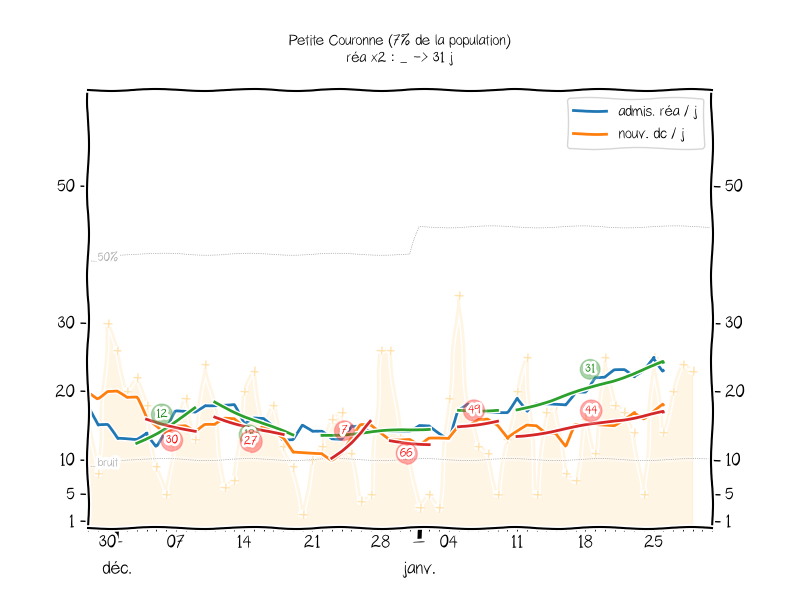 Petite Couronne (7% de la population)
réa x2 : _ -> 31 j
admis. réa / j
nouv. dc / j
50 50
50%
30 30
31
20 20
12 49 44
30 27 7
66
bruit
10 10
5 5
1 1
30 07 14 21 28 04 11 18 25
déc. janv.